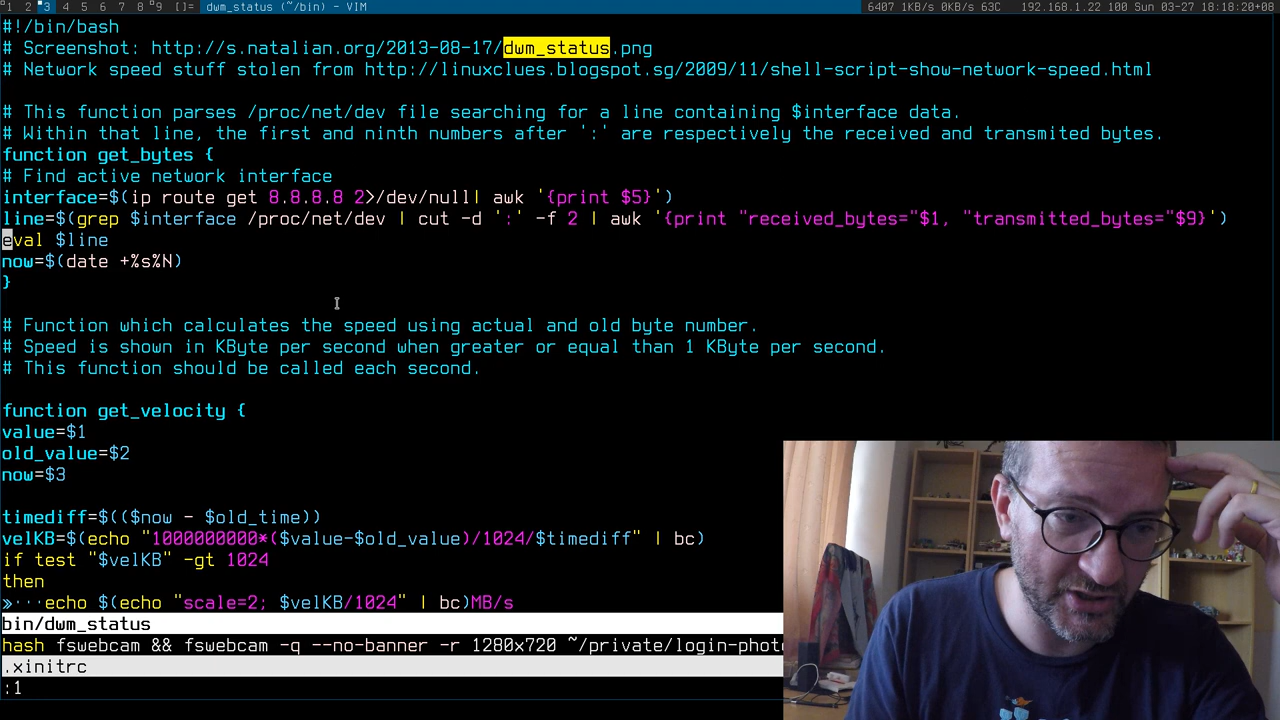 1 2 3 4 5 6 7 8 9 []= dwm_status (~/bin) - VIM 6407 1KB/s 0KB/s 63C 192.168.1.22 100 Sun 03-27 18:18:20+08
#!/bin/bash
# Screenshot: http://s.natalian.org/2013-08-17/dwm_status.png
# Network speed stuff stolen from http://linuxclues.blogspot.sg/2009/11/shell-script-show-network-speed.html
# This function parses /proc/net/dev file searching for a line containing $interface data.
# Within that line, the first and ninth numbers after ':' are respectively the received and transmited bytes.
function get_bytes {
# Find active network interface
interface=$(ip route get 8.8.8.8 2>/dev/null| awk '{print $5}')
line=$(grep $interface /proc/net/dev | cut -d ':' -f 2 | awk '{print "received_bytes="$1, "transmitted_bytes="$9}')
eval $line
now=$(date +%s%N)
}
# Function which calculates the speed using actual and old byte number.
# Speed is shown in KByte per second when greater or equal than 1 KByte per second.
# This function should be called each second.
function get_velocity {
value=$1
old_value=$2
now=$3
timediff=$(($now - $old_time))
velKB=$(echo "1000000000*($value-$old_value)/1024/$timediff" | bc)
if test "$velKB" -gt 1024
then
»···echo $(echo "scale=2; $velKB/1024" | bc)MB/s
bin/dwm_status
hash fswebcam && fswebcam -q --no-banner -r 1280x720 ~/private/login-phot
.xinitrc
:1